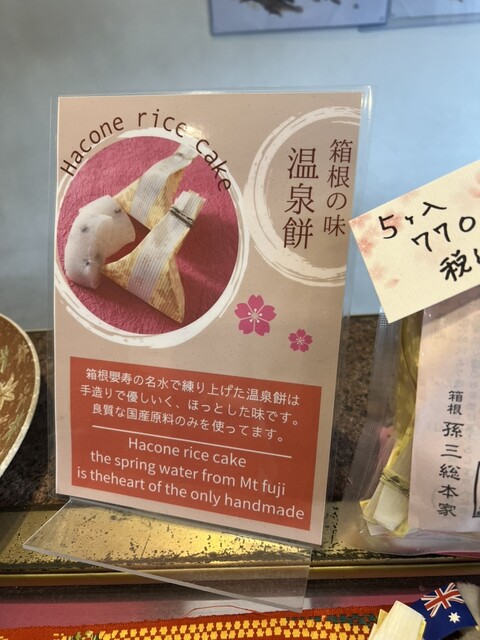 Hacone rice cake
箱根の味
温泉餅
箱根嬰寿の名水で練り上げた温泉餅は
手造りで優しいく、ほっとした味です。
良質な国産原料のみを使ってます。
Hacone rice cake
the spring water from Mt fuji
is theheart of the only handmade
5ヶ入
770
税
箱根 孫三総本家